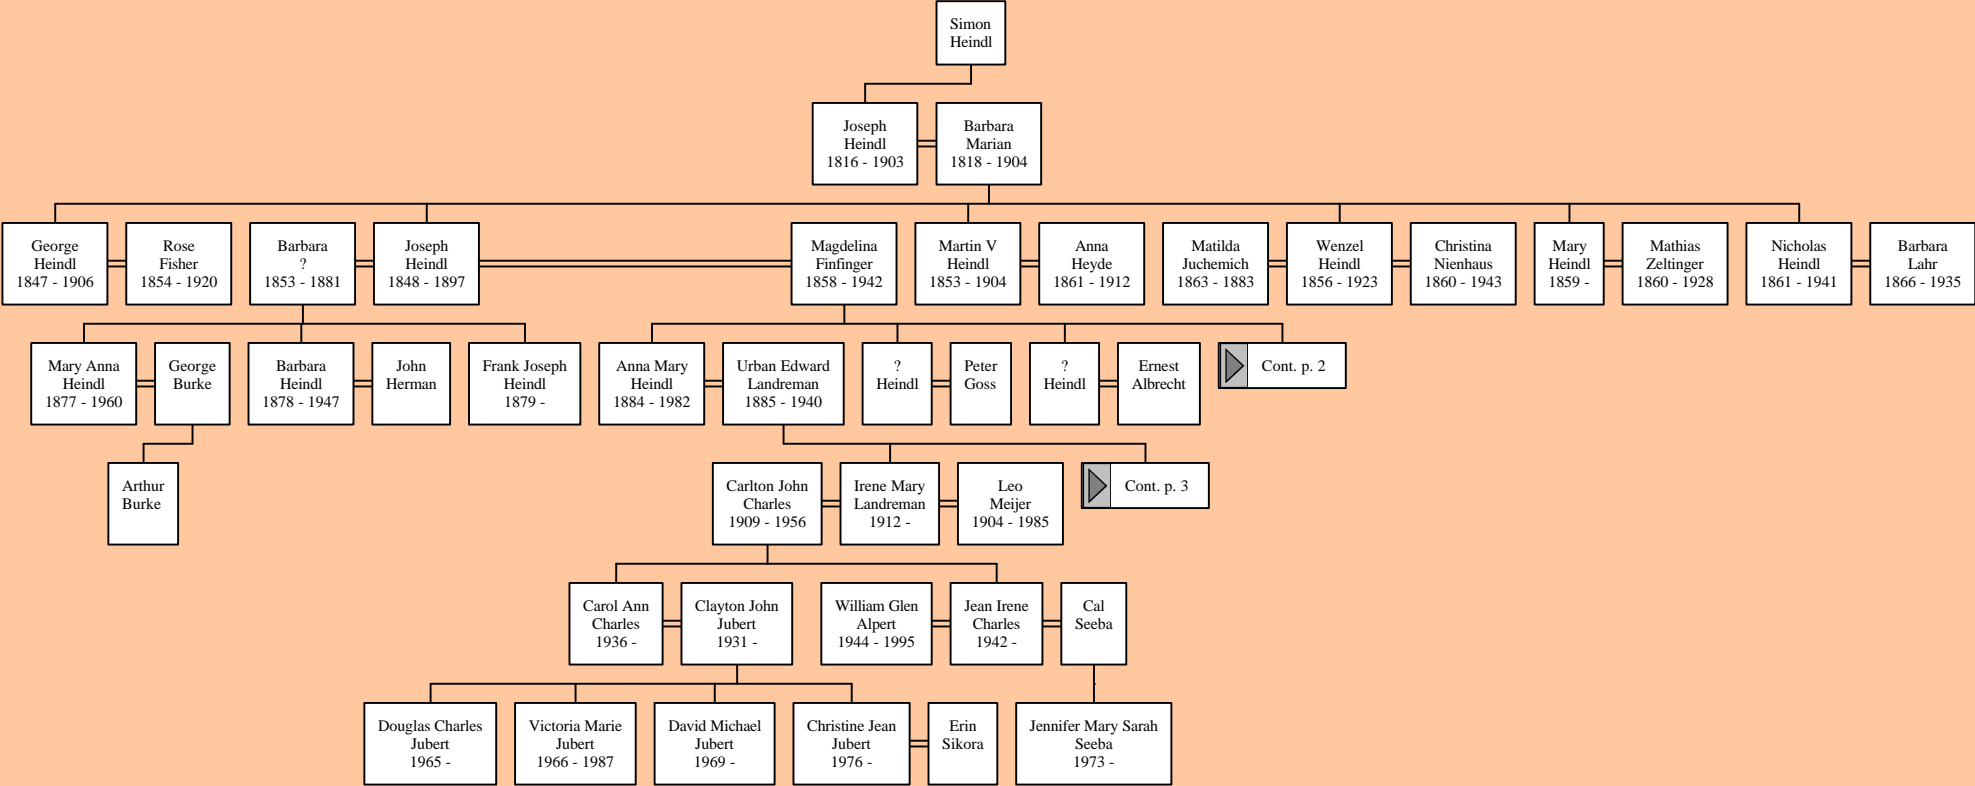 Simon
Heindl
Joseph
Heindl
1816 - 1903
Barbara
Marian
1818 - 1904
George
Heindl
1847 - 1906
Rose
Fisher
1854 - 1920
Barbara
?
1853 - 1881
Joseph
Heindl
1848 - 1897
Magdelina
Finfinger
1858 - 1942
Martin V
Heindl
1853 - 1904
Anna
Heyde
1861 - 1912
Matilda
Juchemich
1863 - 1883
Wenzel
Heindl
1856 - 1923
Christina
Nienhaus
1860 - 1943
Mary
Heindl
1859 -
Mathias
Zeltinger
1860 - 1928
Nicholas
Heindl
1861 - 1941
Barbara
Lahr
1866 - 1935
Mary Anna
Heindl
1877 - 1960
George
Burke
Barbara
Heindl
1878 - 1947
John
Herman
Frank Joseph
Heindl
1879 -
Anna Mary
Heindl
1884 - 1982
Urban Edward
Landreman
1885 - 1940
?
Heindl
Peter
Goss
?
Heindl
Ernest
Albrecht
Cont. p. 2
Arthur
Burke
Carlton John
Charles
1909 - 1956
Irene Mary
Landreman
1912 -
Leo
Meijer
1904 - 1985
Cont. p. 3
Carol Ann
Charles
1936 -
Clayton John
Jubert
1931 -
William Glen
Alpert
1944 - 1995
Jean Irene
Charles
1942 -
Cal
Seeba
Douglas Charles
Jubert
1965 -
Victoria Marie
Jubert
1966 - 1987
David Michael
Jubert
1969 -
Christine Jean
Jubert
1976 -
Erin
Sikora
Jennifer Mary Sarah
Seeba
1973 -